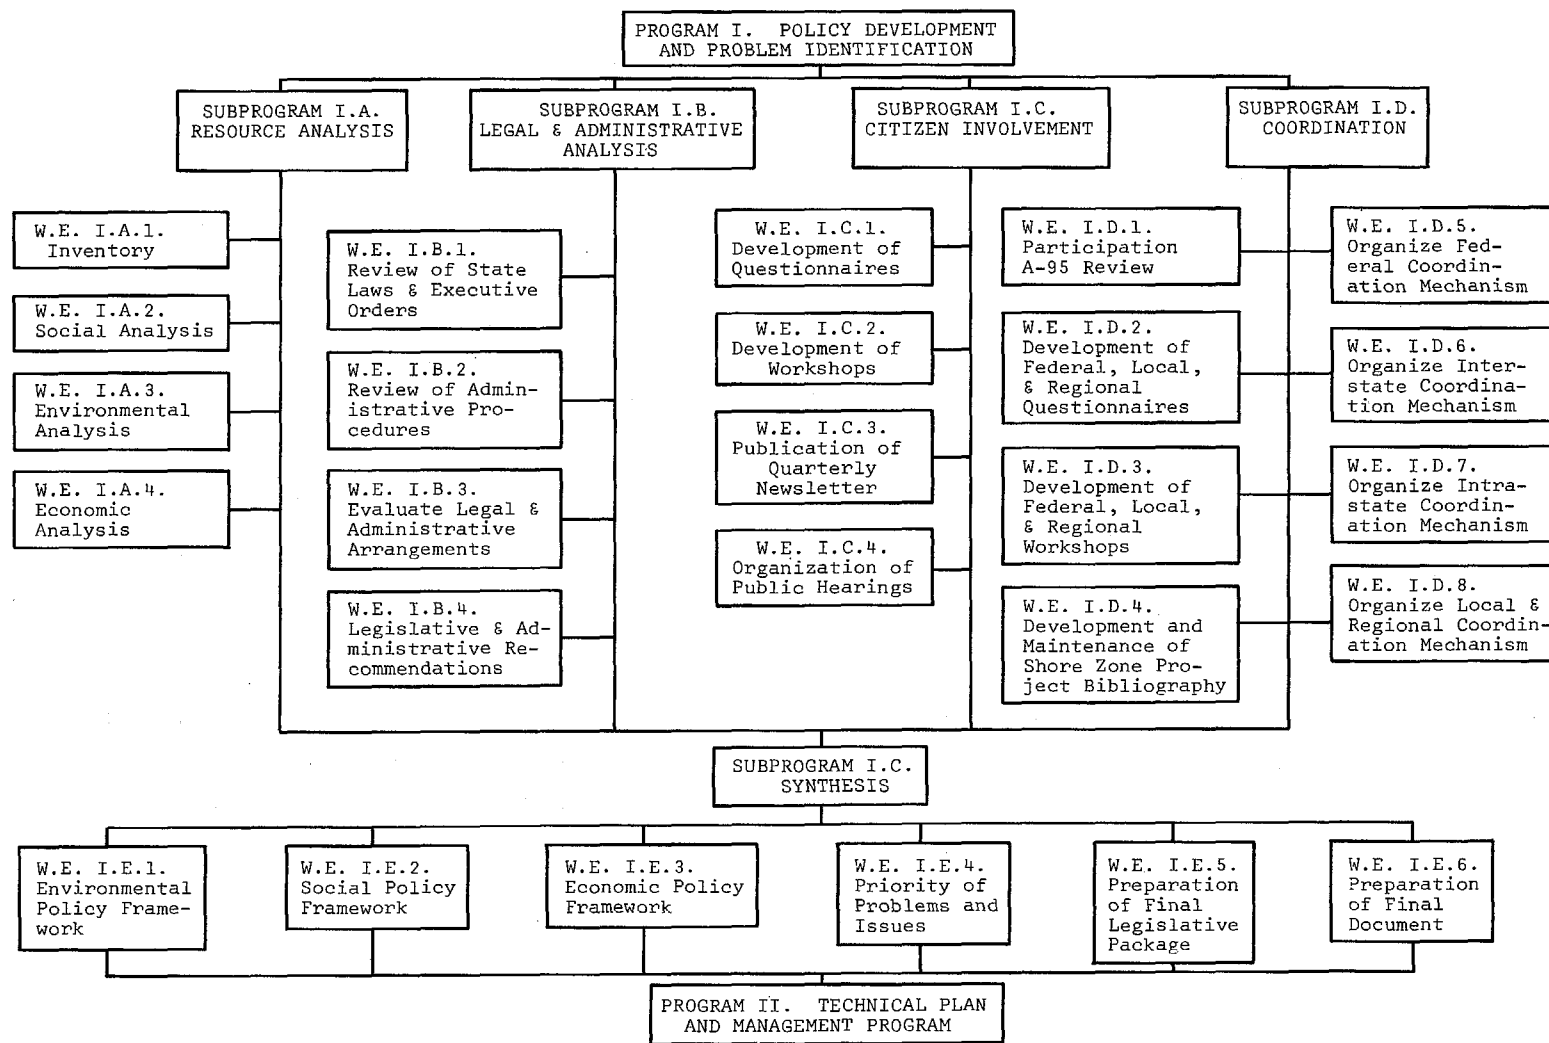 PROGRAM I. POLICY DEVELOPMENT
AND PROBLEM IDENTIFICATION
SUBPROGRAM I.A.
RESOURCE ANALYSIS
SUBPROGRAM I.B.
LEGAL & ADMINISTRATIVE
ANALYSIS
SUBPROGRAM I.C.
CITIZEN INVOLVEMENT
SUBPROGRAM I.D.
COORDINATION
W.E. I.A.1.
Inventory
W.E. I.A.2.
Social Analysis
W.E. I.A.3.
Environmental
Analysis
W.E. I.A.4.
Economic
Analysis
W.E. I.B.1.
Review of State
Laws & Executive
Orders
W.E. I.B.2.
Review of Admin-
istrative Pro-
cedures
W.E. I.B.3.
Evaluate Legal &
Administrative
Arrangements
W.E. I.B.4.
Legislative & Ad-
ministrative Re-
commendations
W.E. I.C.1.
Development of
Questionnaires
W.E. I.C.2.
Development of
Workshops
W.E. I.C.3.
Publication of
Quarterly
Newsletter
W.E. I.C.4.
Organization of
Public Hearings
W.E. I.D.1.
Participation
A-95 Review
W.E. I.D.2.
Development of
Federal, Local,
& Regional
Questionnaires
W.E. I.D.3.
Development of
Federal, Local,
& Regional
Workshops
W.E. I.D.4.
Development and
Maintenance of
Shore Zone Pro-
ject Bibliography
W.E. I.D.5.
Organize Fed-
eral Coordin-
ation Mechanism
W.E. I.D.6.
Organize Inter-
state Coordina-
tion Mechanism
W.E. I.D.7.
Organize Intra-
state Coordin-
ation Mechanism
W.E. I.D.8.
Organize Local &
Regional Coordin-
ation Mechanism
SUBPROGRAM I.C.
SYNTHESIS
W.E. I.E.1.
Environmental
Policy Frame-
work
W.E. I.E.2.
Social Policy
Framework
W.E. I.E.3.
Economic Policy
Framework
W.E. I.E.4.
Priority of
Problems and
Issues
W.E. I.E.5.
Preparation
of Final
Legislative
Package
W.E. I.E.6.
Preparation
of Final
Document
PROGRAM II. TECHNICAL PLAN
AND MANAGEMENT PROGRAM